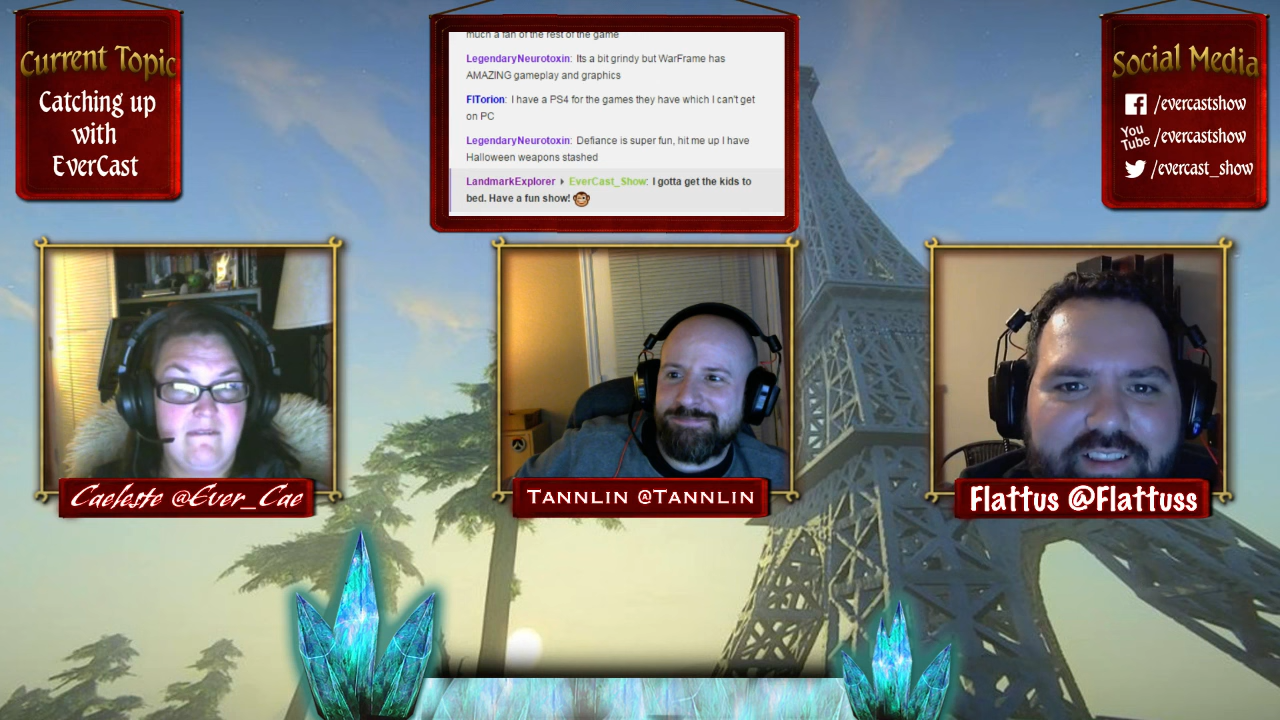 Current Topic
Catching up
with
EverCast
much a fan of the rest of the game
LegendaryNeurotoxin: Its a bit grindy but WarFrame has
AMAZING gameplay and graphics
FlTorion: I have a PS4 for the games they have which I can't get
on PC
LegendaryNeurotoxin: Defiance is super fun, hit me up I have
Halloween weapons stashed
LandmarkExplorer EverCast_Show: I gotta get the kids to
bed. Have a fun show!
Social Media
/evercastshow
You
Tube /evercastshow
/evercast_show
Caeleste @Ever_Cae
Tannlin @Tannlin
Flattus @Flattuss